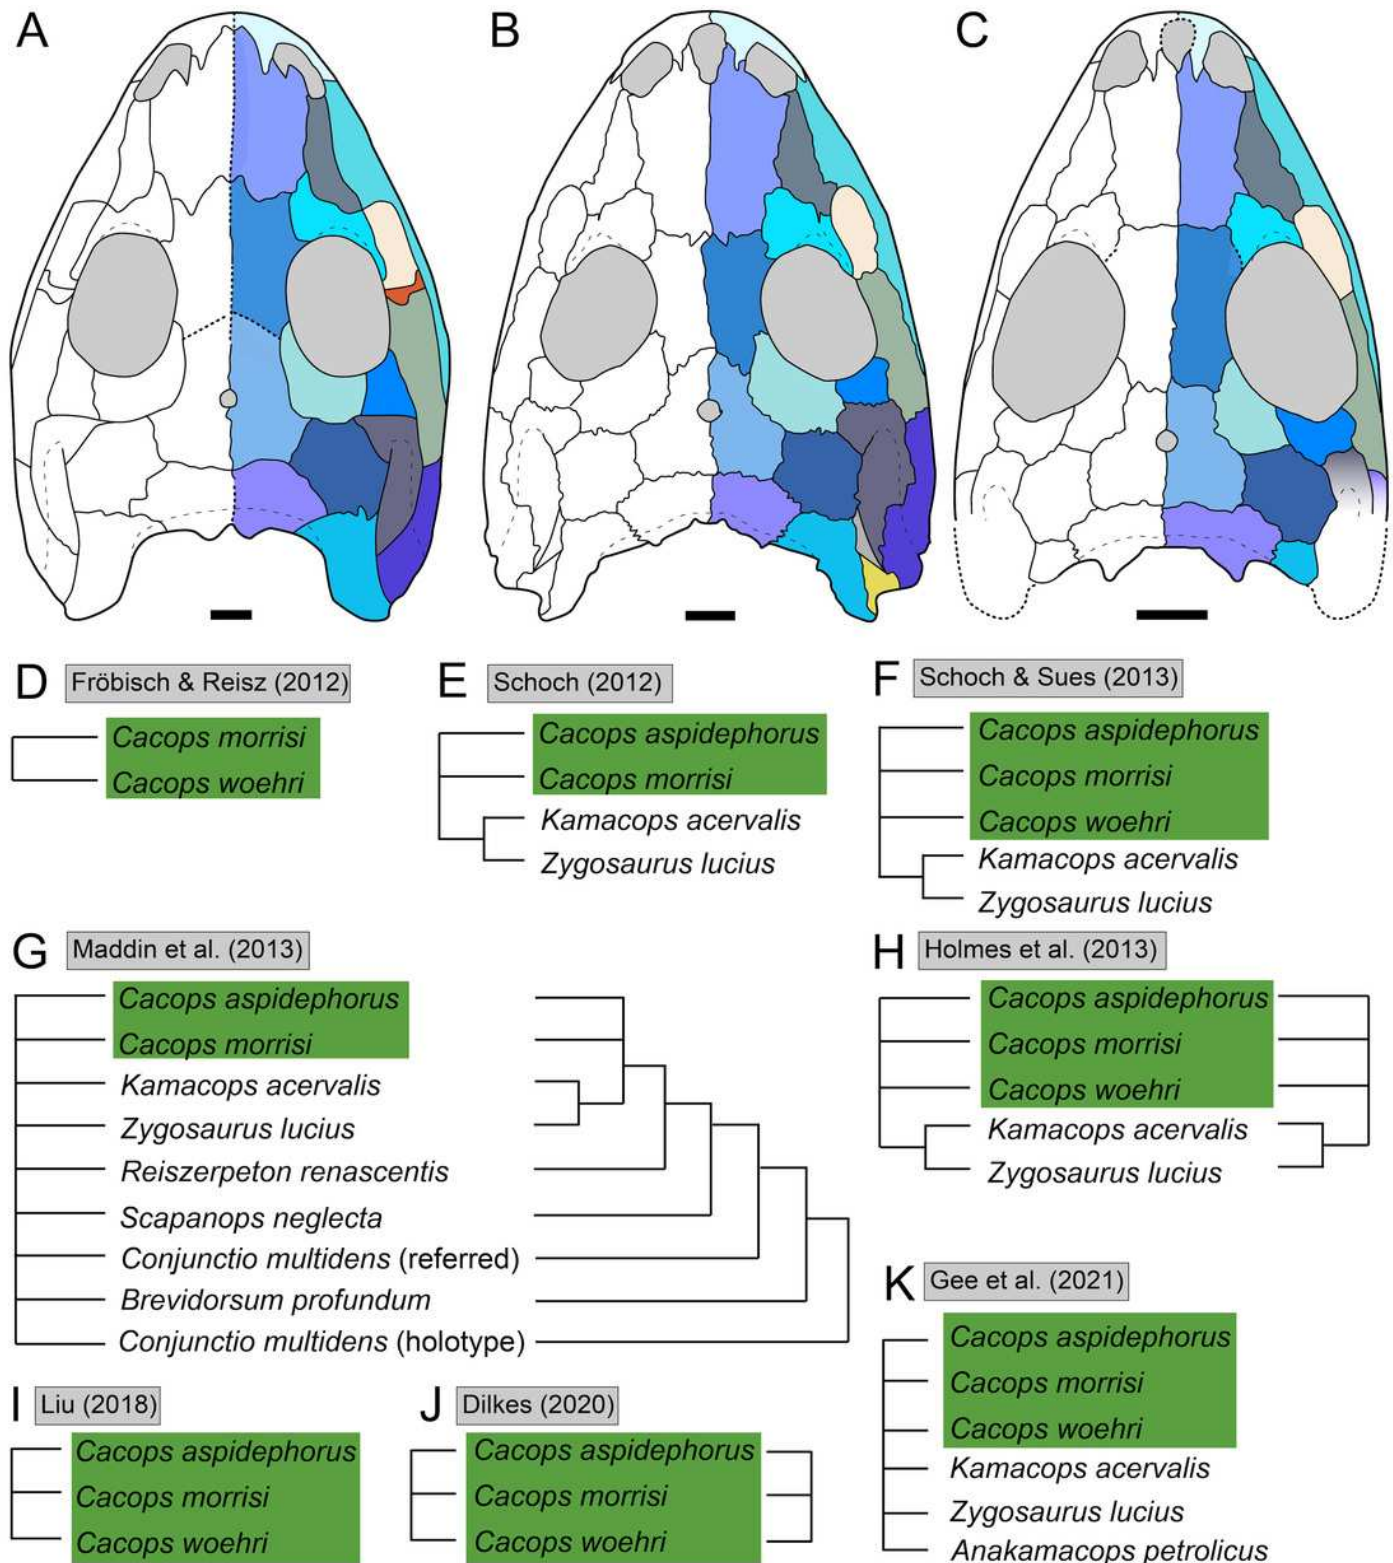 A
B
C
D Fröbisch & Reisz (2012)
Cacops morrisi
Cacops woehri
E Schoch (2012)
Cacops aspidephorus
Cacops morrisi
Kamacops acervalis
Zygosaurus lucius
F Schoch & Sues (2013)
Cacops aspidephorus
Cacops morrisi
Cacops woehri
Kamacops acervalis
Zygosaurus lucius
G Maddin et al. (2013)
Cacops aspidephorus
Cacops morrisi
Kamacops acervalis
Zygosaurus lucius
Reiszerpeton renascentis
Scapanops neglecta
Conjunctio multidens (referred)
Brevidorsum profundum
Conjunctio multidens (holotype)
H Holmes et al. (2013)
Cacops aspidephorus
Cacops morrisi
Cacops woehri
Kamacops acervalis
Zygosaurus lucius
I Liu (2018)
Cacops aspidephorus
Cacops morrisi
Cacops woehri
J Dilkes (2020)
Cacops aspidephorus
Cacops morrisi
Cacops woehri
K Gee et al. (2021)
Cacops aspidephorus
Cacops morrisi
Cacops woehri
Kamacops acervalis
Zygosaurus lucius
Anakamacops petrolicus